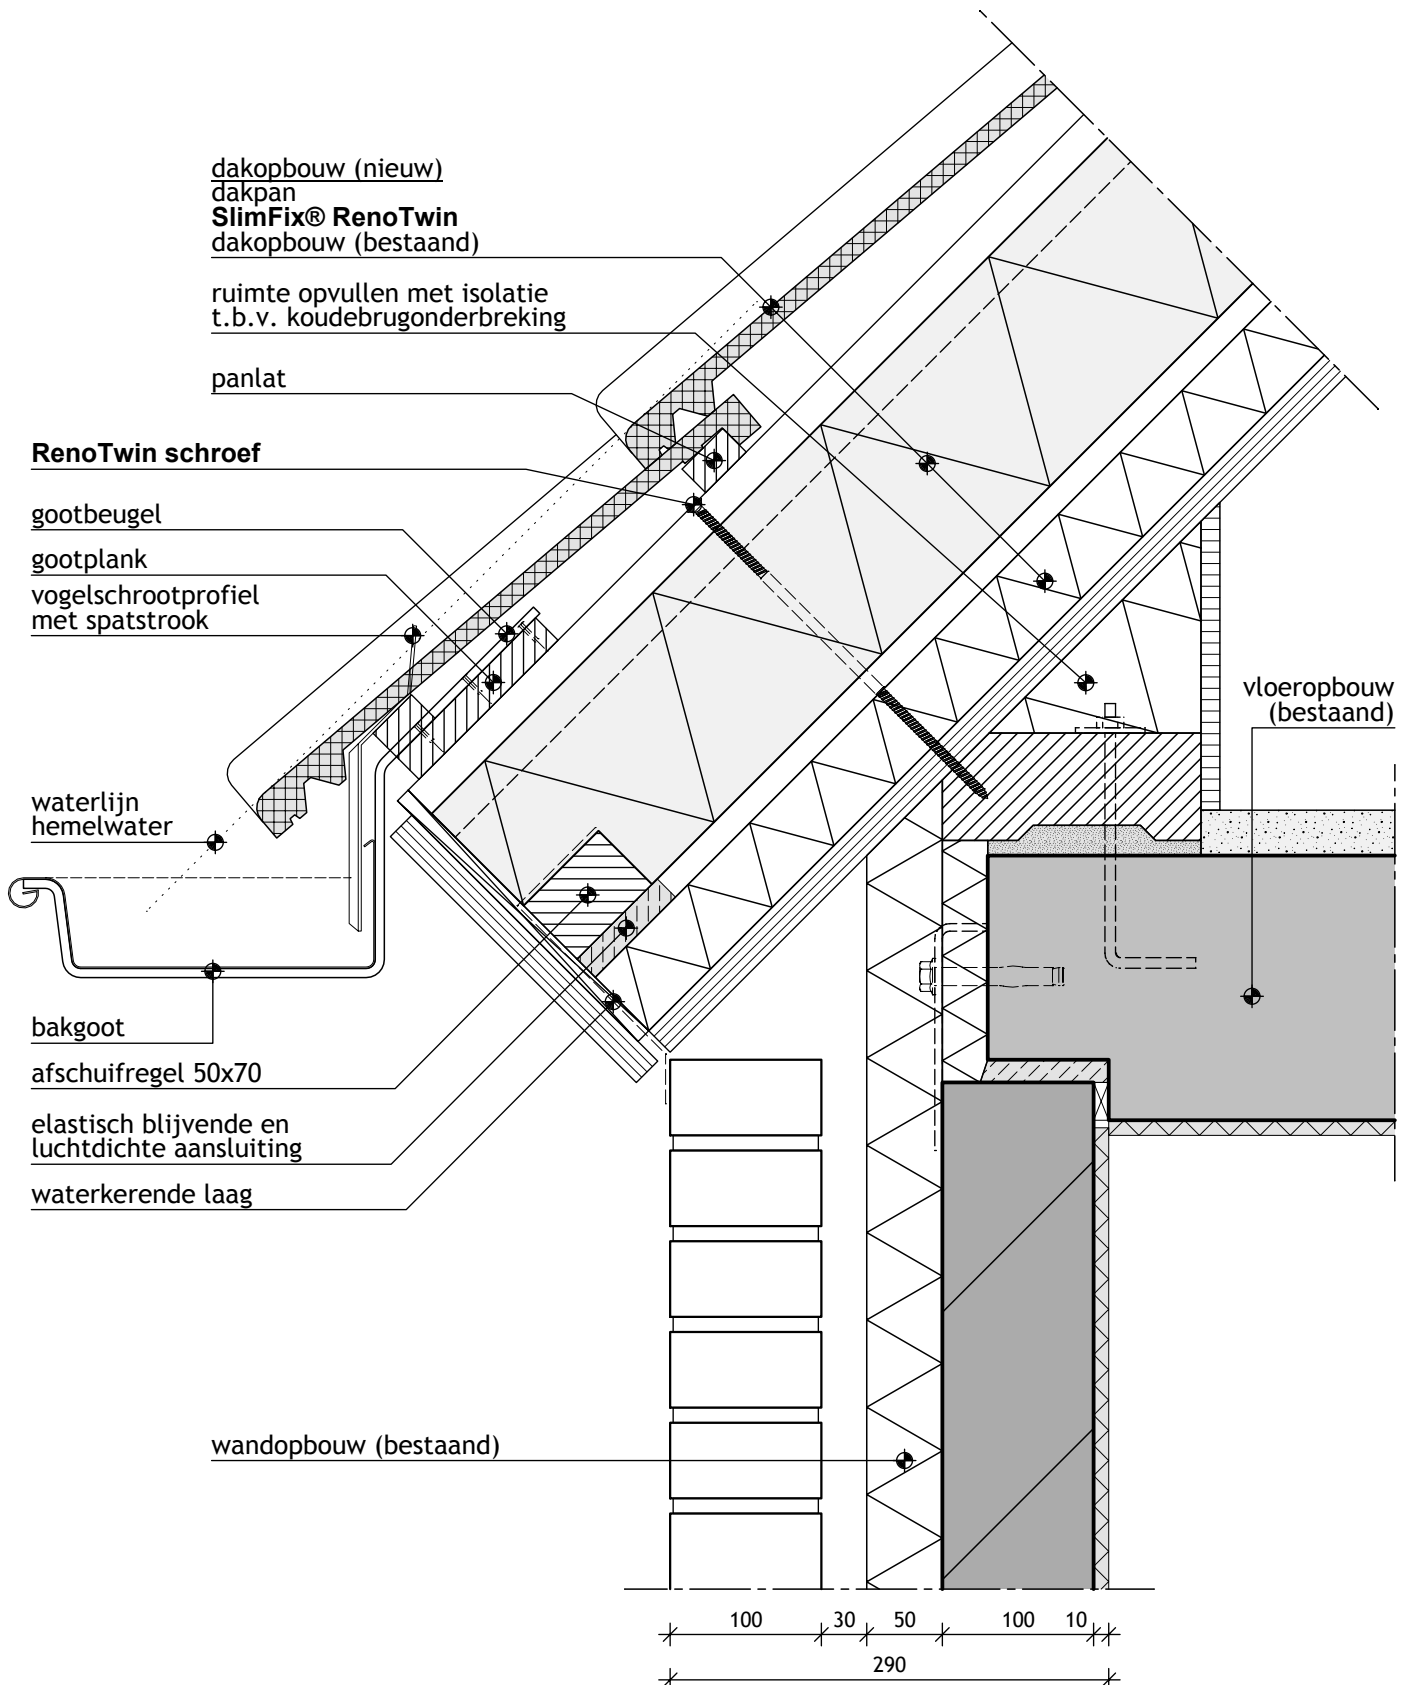 dakopbouw (nieuw)
dakpan
SlimFix® RenoTwin
dakopbouw (bestaand)
ruimte opvullen met isolatie
t.b.v. koudebrugonderbreking
panlat
RenoTwin schroef
gootbeugel
gootplank
vogelschrootprofiel
met spatstrook
vloeropbouw
(bestaand)
waterlijn
hemelwater
bakgoot
afschuifregel 50x70
elastisch blijvende en
luchtdichte aansluiting
waterkerende laag
wandopbouw (bestaand)
100 30 50 100 10
290